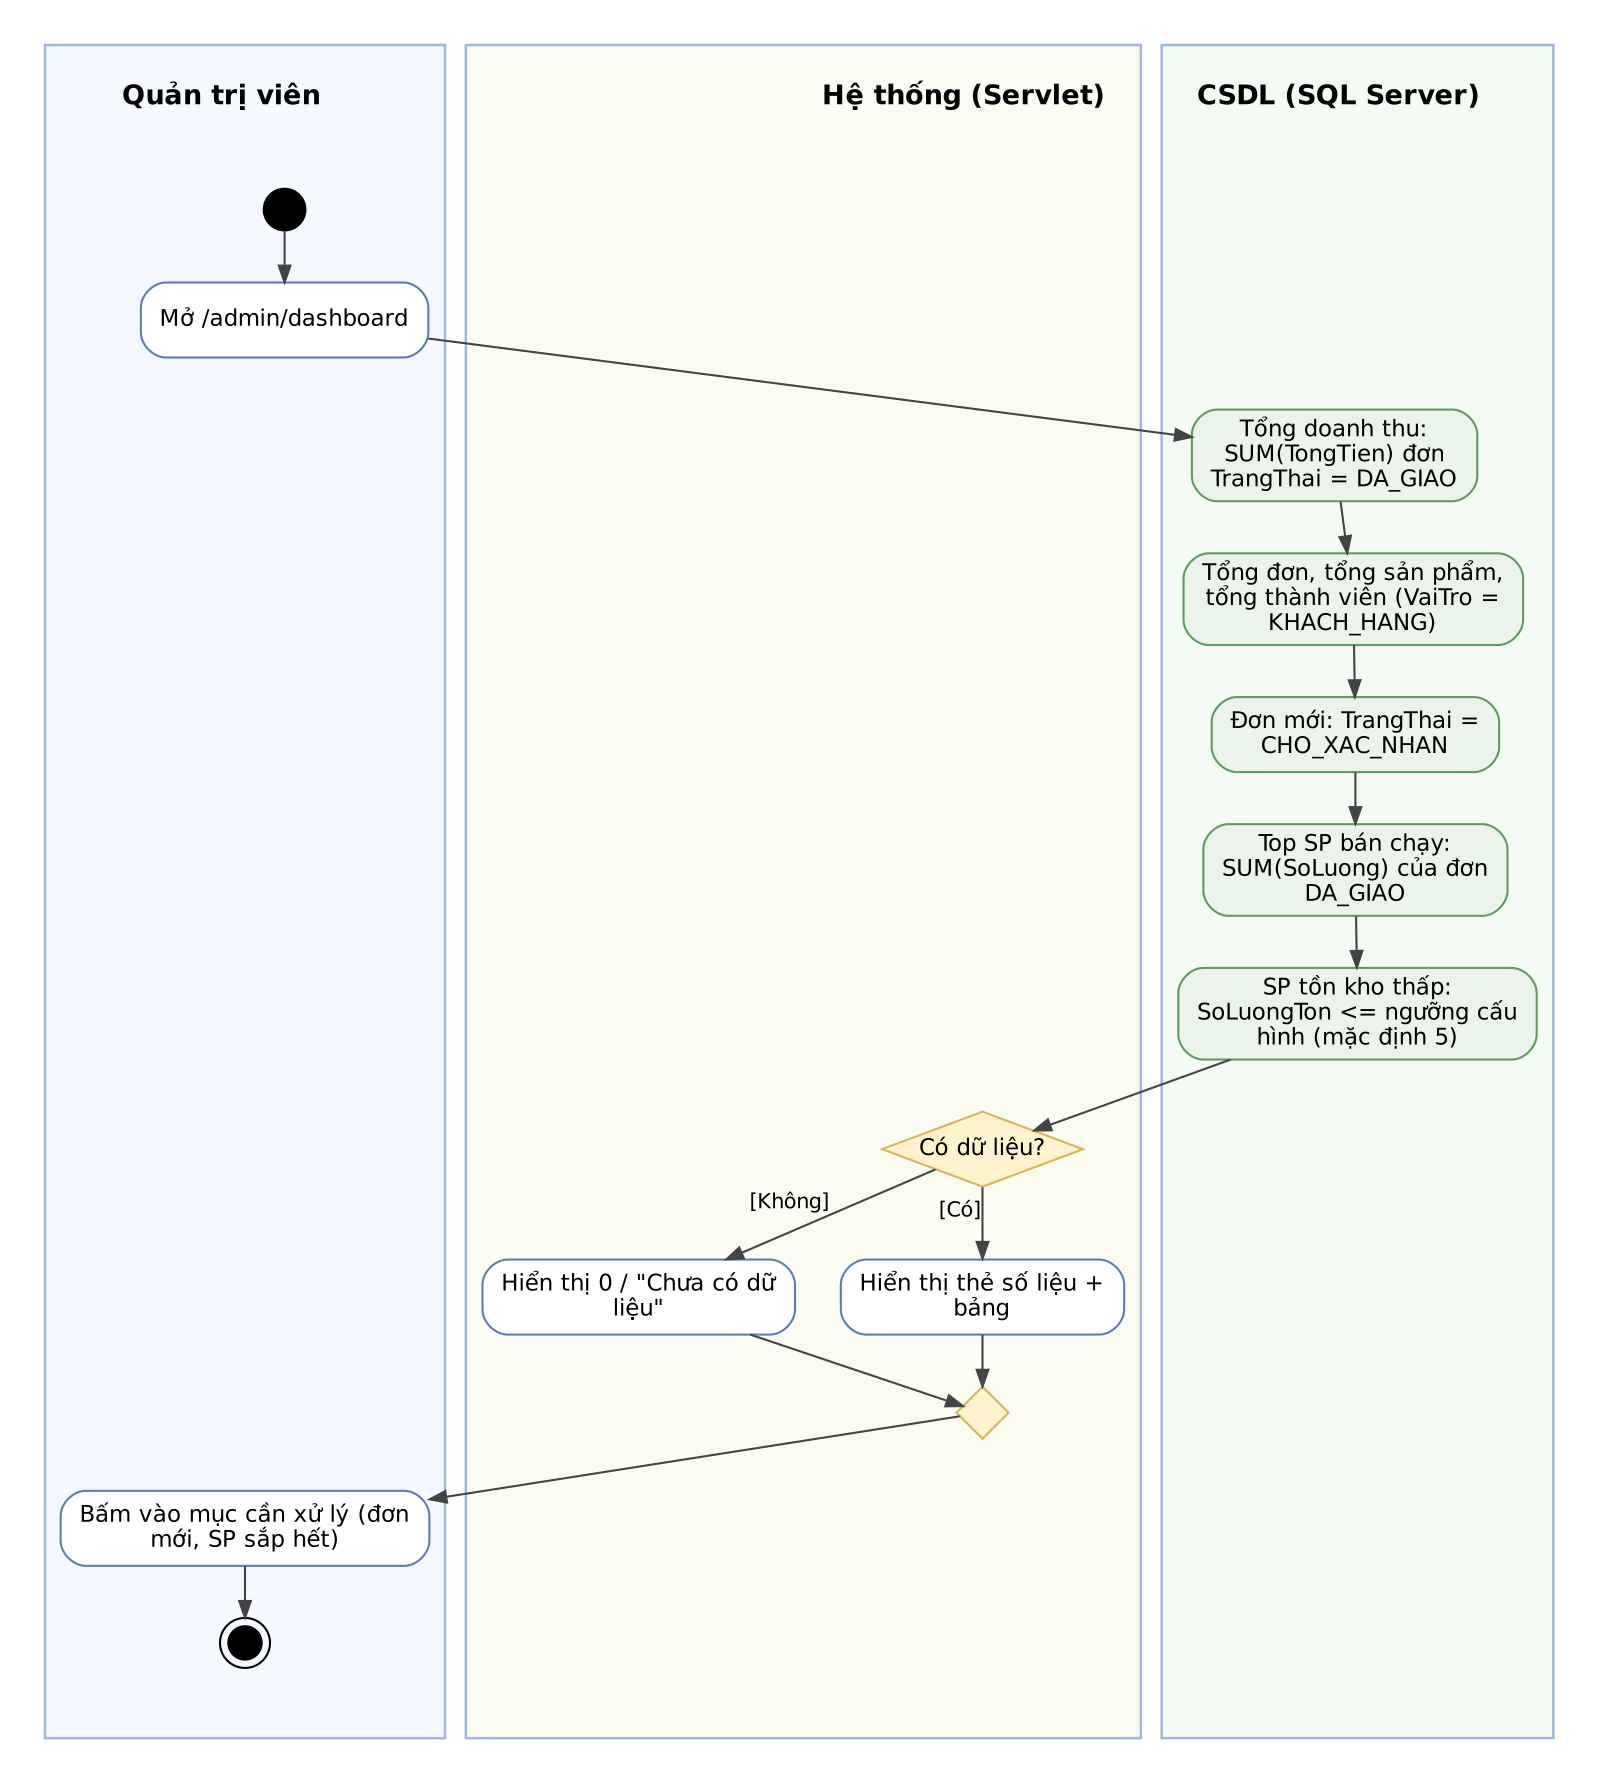 Quản trị viên
Hệ thống (Servlet)
CSDL (SQL Server)
Mở /admin/dashboard
Tổng doanh thu:
SUM(TongTien) đơn
TrangThai = DA_GIAO
Tổng đơn, tổng sản phẩm,
tổng thành viên (VaiTro =
KHACH_HANG)
Đơn mới: TrangThai =
CHO_XAC_NHAN
Top SP bán chạy:
SUM(SoLuong) của đơn
DA_GIAO
SP tồn kho thấp:
SoLuongTon <= ngưỡng cấu
hình (mặc định 5)
Có dữ liệu?
[Không]
[Có]
Hiển thị 0 / "Chưa có dữ
liệu"
Hiển thị thẻ số liệu +
bảng
Bấm vào mục cần xử lý (đơn
mới, SP sắp hết)